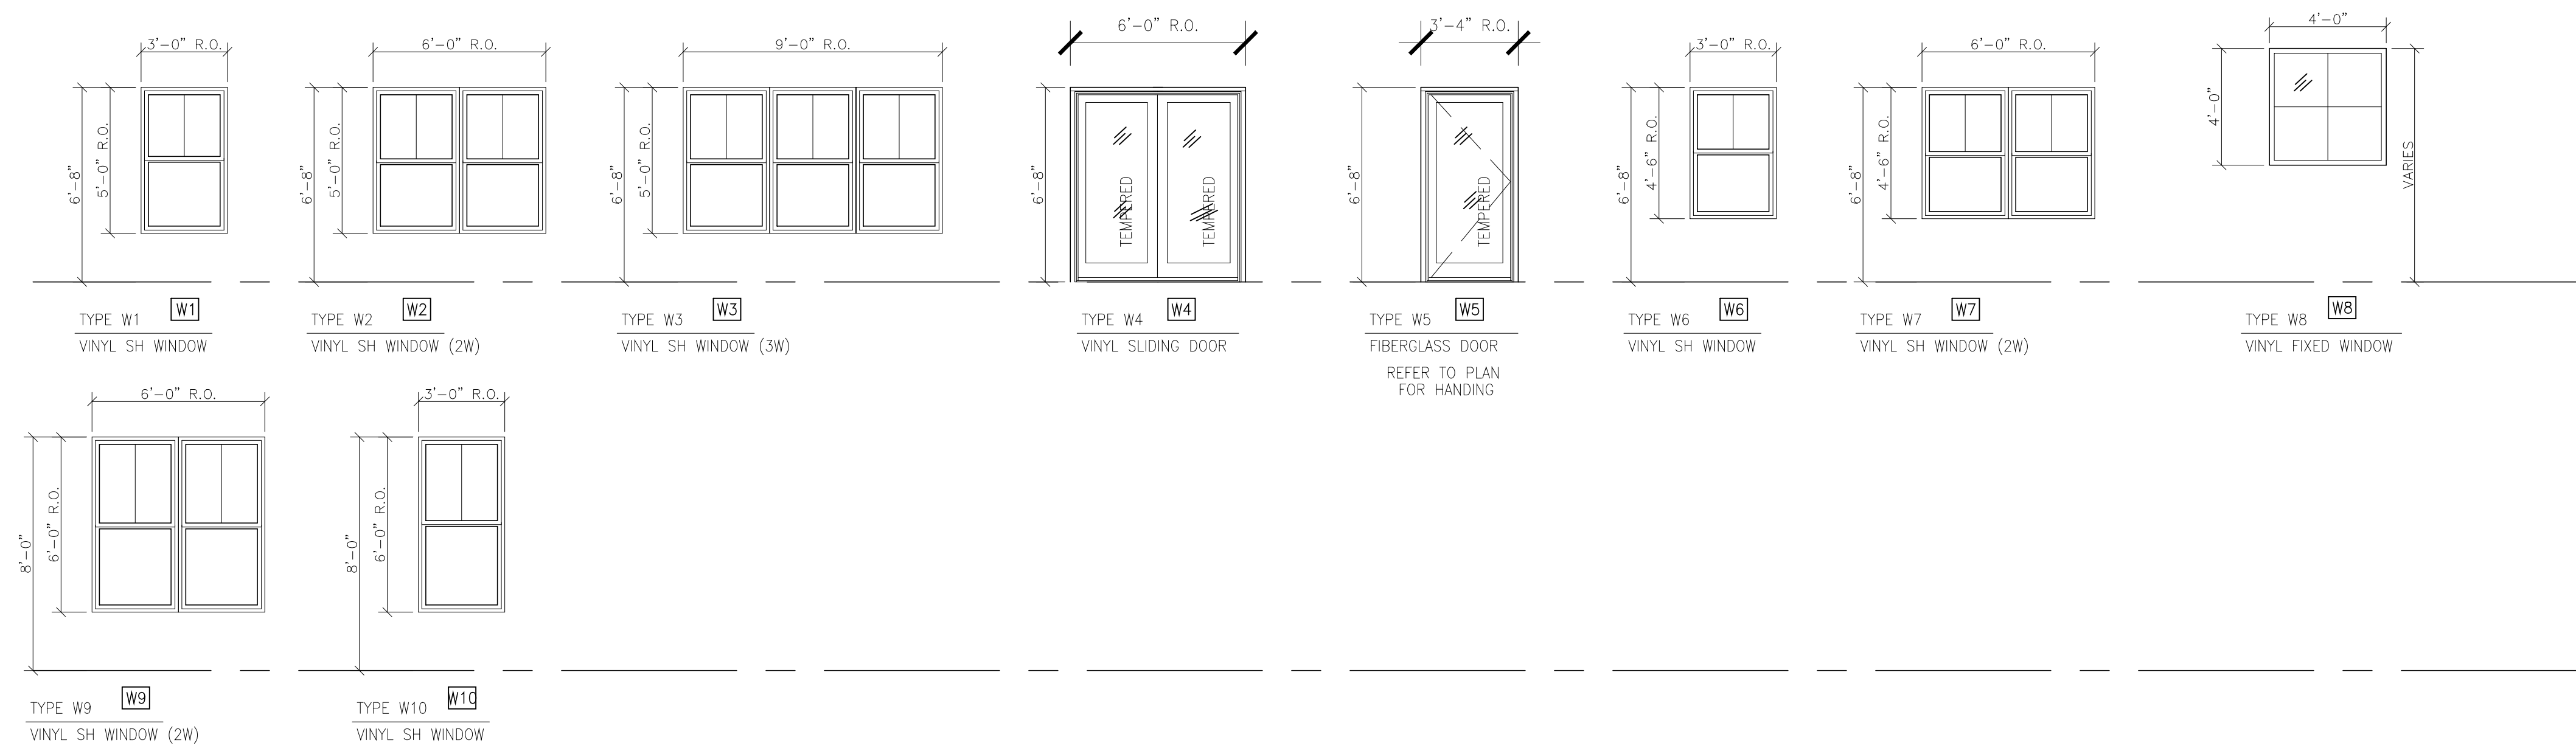 3'-0" R.O.
6'-8"
5'-0" R.O.
W1
TYPE W1
VINYL SH WINDOW
6'-0" R.O.
6'-8"
5'-0" R.O.
W2
TYPE W2
VINYL SH WINDOW (2W)
9'-0" R.O.
6'-8"
5'-0" R.O.
W3
TYPE W3
VINYL SH WINDOW (3W)
6'-0" R.O.
6'-8"
TEMPERED
TEMPERED
W4
TYPE W4
VINYL SLIDING DOOR
3'-4" R.O.
6'-8"
TEMPERED
W5
TYPE W5
FIBERGLASS DOOR
REFER TO PLAN
FOR HANDING
3'-0" R.O.
6'-8"
4'-6" R.O.
W6
TYPE W6
VINYL SH WINDOW
6'-0" R.O.
6'-8"
4'-6" R.O.
W7
TYPE W7
VINYL SH WINDOW (2W)
4'-0"
4'-0"
VARIES
W8
TYPE W8
VINYL FIXED WINDOW
6'-0" R.O.
8'-0"
6'-0" R.O.
W9
TYPE W9
VINYL SH WINDOW (2W)
3'-0" R.O.
8'-0"
6'-0" R.O.
W10
TYPE W10
VINYL SH WINDOW